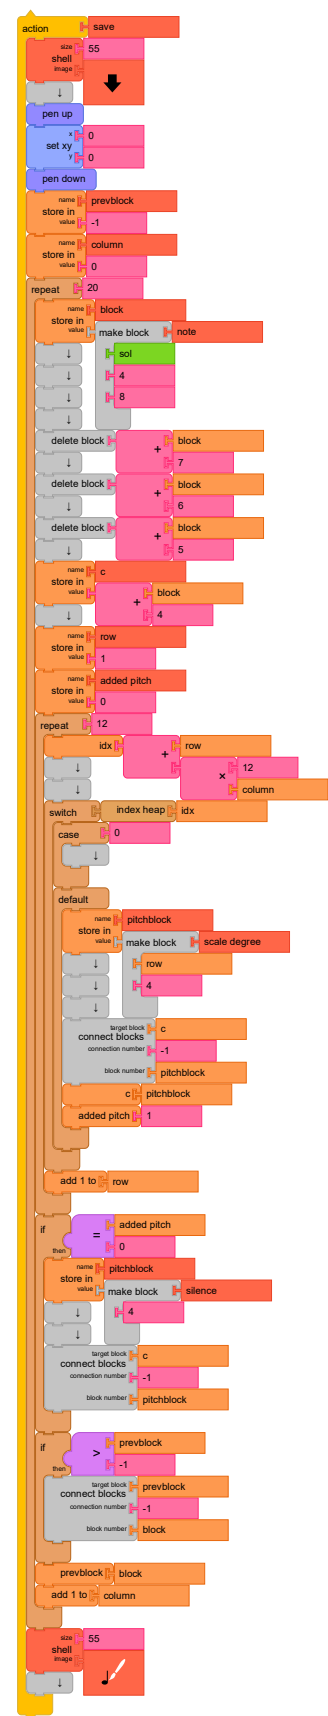 action save
size 55
shell
image
↓
pen up
x 0
set xy
y 0
pen down
name prevblock
store in
value -1
name column
store in
value 0
repeat 20
name block
store in
value make block note
↓ sol
↓ 4
↓ 8
↓
delete block + block
↓ 7
delete block + block
↓ 6
delete block + block
↓ 5
name c
store in
value + block
↓ 4
name row
store in
value 1
name added pitch
store in
value 0
repeat 12
idx + row
↓ × 12
↓ column
switch index heap idx
case 0
↓
default
name pitchblock
store in
value make block scale degree
↓ row
↓ 4
↓
target block c
connect blocks
connection number -1
block number pitchblock
c pitchblock
added pitch 1
add 1 to row
if = added pitch
then 0
name pitchblock
store in
value make block silence
↓ 4
↓
target block c
connect blocks
connection number -1
block number pitchblock
if > prevblock
then -1
target block prevblock
connect blocks
connection number -1
block number block
prevblock block
add 1 to column
size 55
shell
image
↓